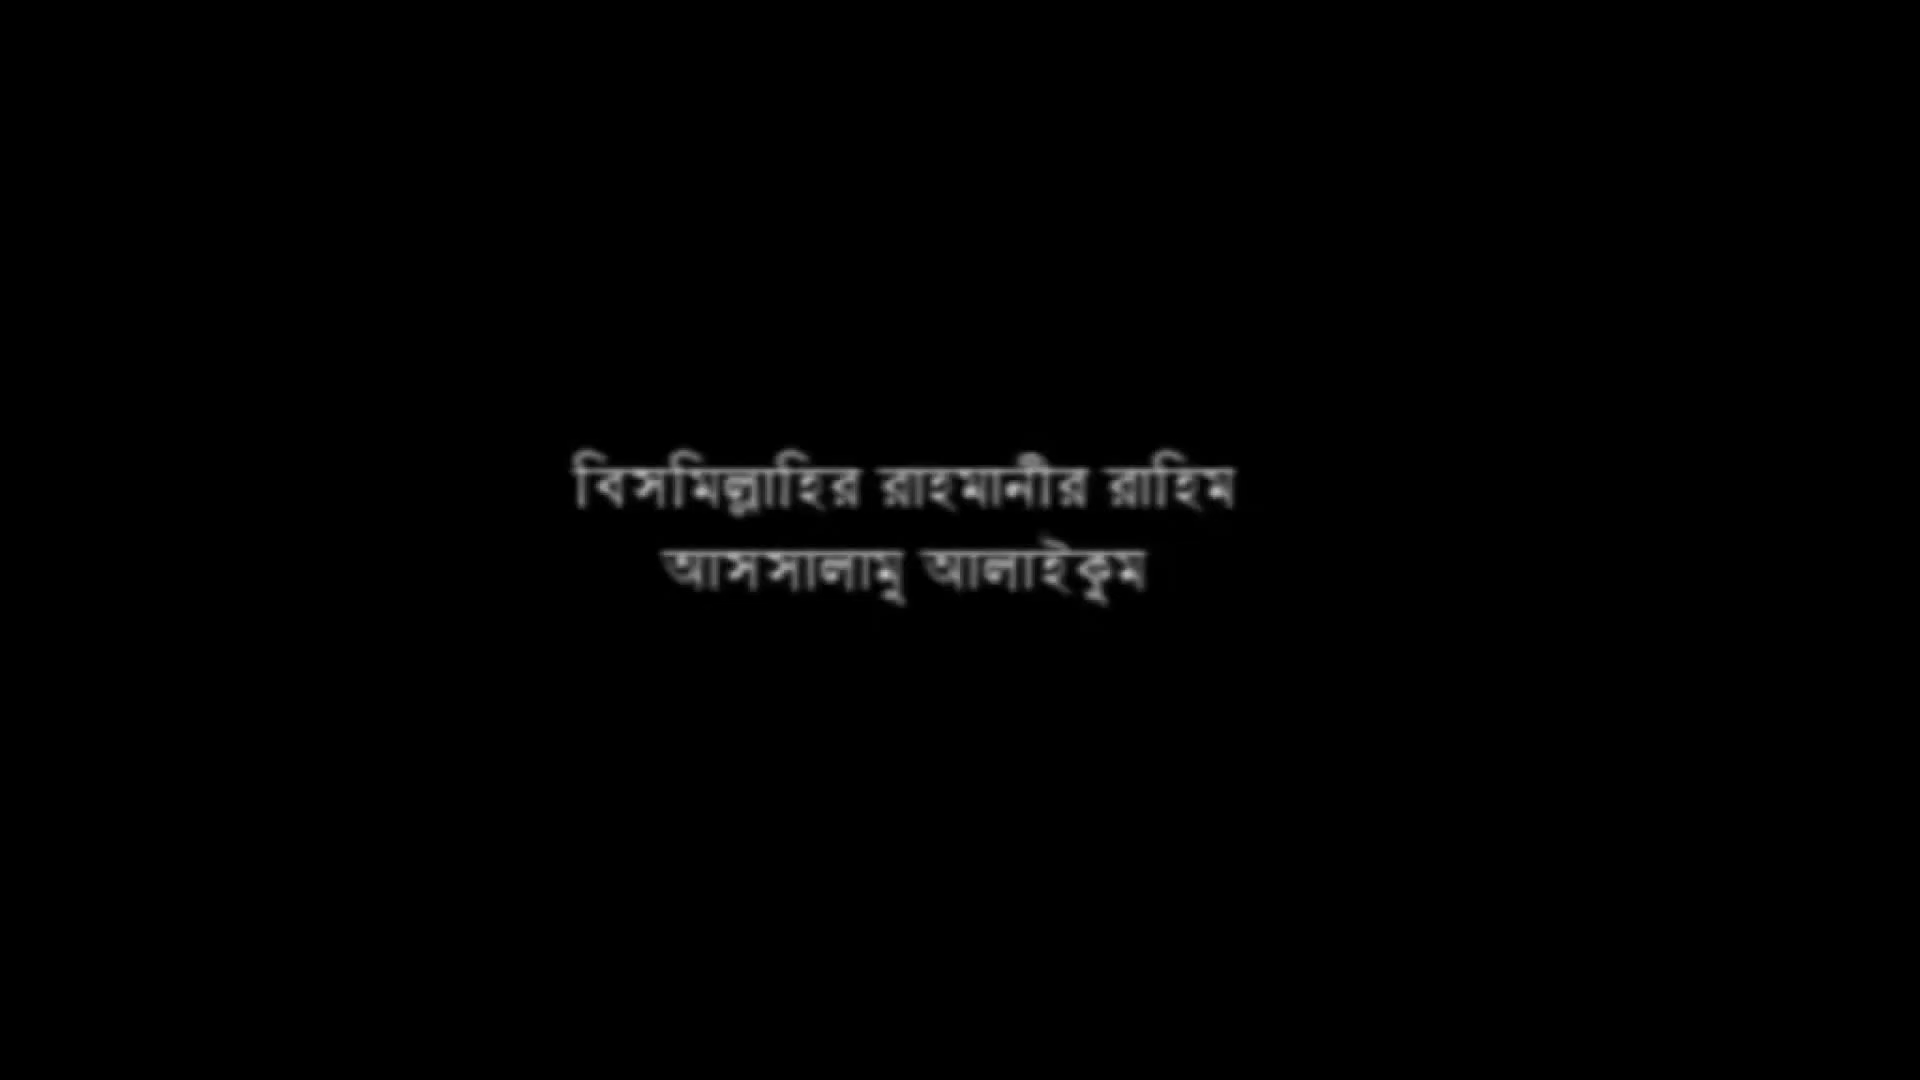 বিসমিল্লাহির রাহমানীর রাহিম
আসসালামু আলাইকুম